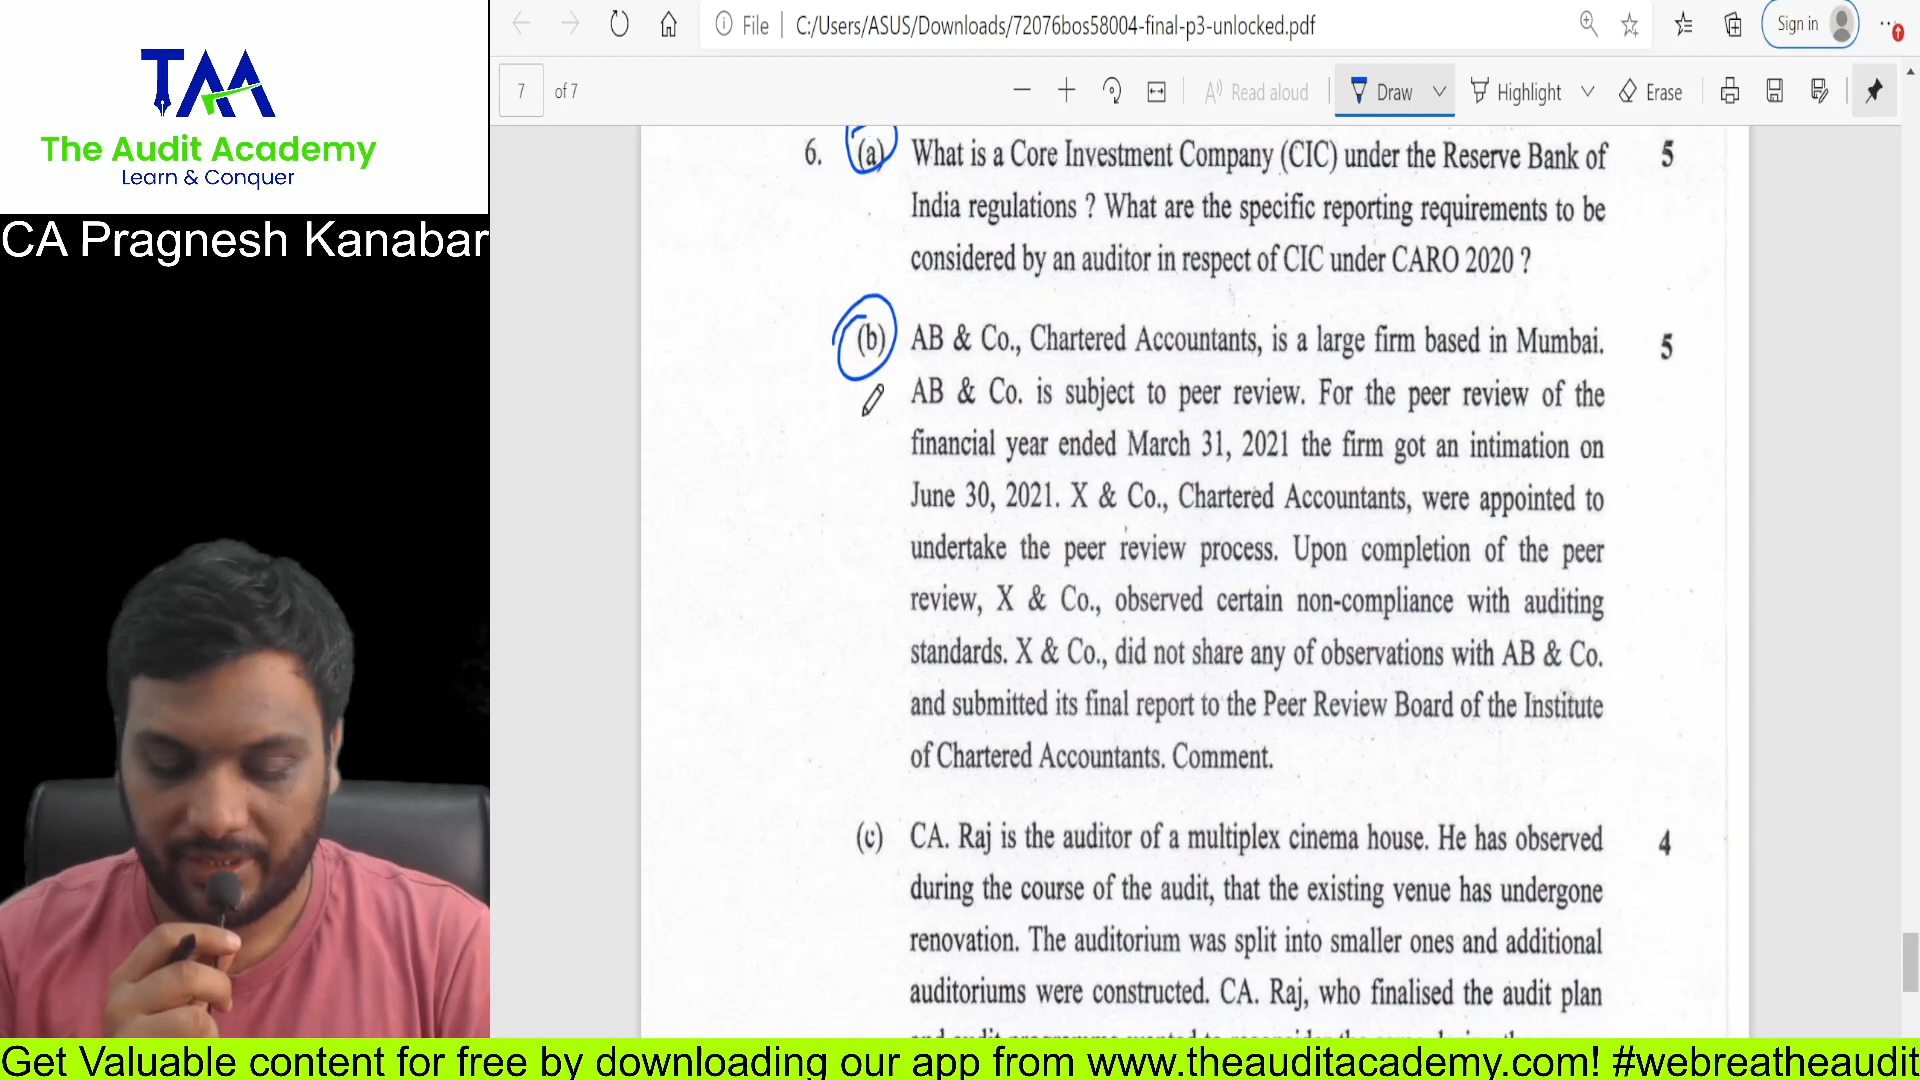 TAA
The Audit Academy
Learn & Conquer
CA Pragnesh Kanabar
File
C:/Users/ASUS/Downloads/72076bos58004-final-p3-unlocked.pdf
Sign in
7 of 7
Read aloud
Draw
Highlight
Erase
6. (a) What is a Core Investment Company (CIC) under the Reserve Bank of 5
India regulations ? What are the specific reporting requirements to be
considered by an auditor in respect of CIC under CARO 2020 ?
(b) AB & Co., Chartered Accountants, is a large firm based in Mumbai. 5
AB & Co. is subject to peer review. For the peer review of the
financial year ended March 31, 2021 the firm got an intimation on
June 30, 2021. X & Co., Chartered Accountants, were appointed to
undertake the peer review process. Upon completion of the peer
review, X & Co., observed certain non-compliance with auditing
standards. X & Co., did not share any of observations with AB & Co.
and submitted its final report to the Peer Review Board of the Institute
of Chartered Accountants. Comment.
(c) CA. Raj is the auditor of a multiplex cinema house. He has observed 4
during the course of the audit, that the existing venue has undergone
renovation. The auditorium was split into smaller ones and additional
auditoriums were constructed. CA. Raj, who finalised the audit plan
Get Valuable content for free by downloading our app from www.theauditacademy.com! #webreatheaudit